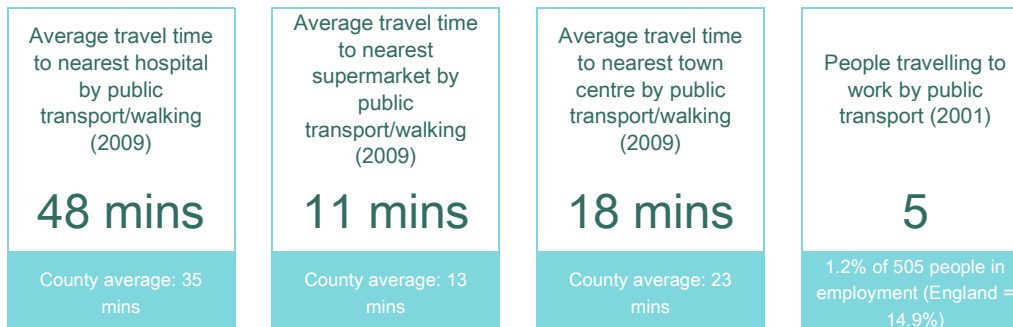 Average travel time
to nearest hospital
by public
transport/walking
(2009)
48 mins
County average: 35
mins
Average travel time
to nearest
supermarket by
public
transport/walking
(2009)
11 mins
County average: 13
mins
Average travel time
to nearest town
centre by public
transport/walking
(2009)
18 mins
County average: 23
mins
People travelling to
work by public
transport (2001)
5
1.2% of 505 people in
employment (England =
14.9%)